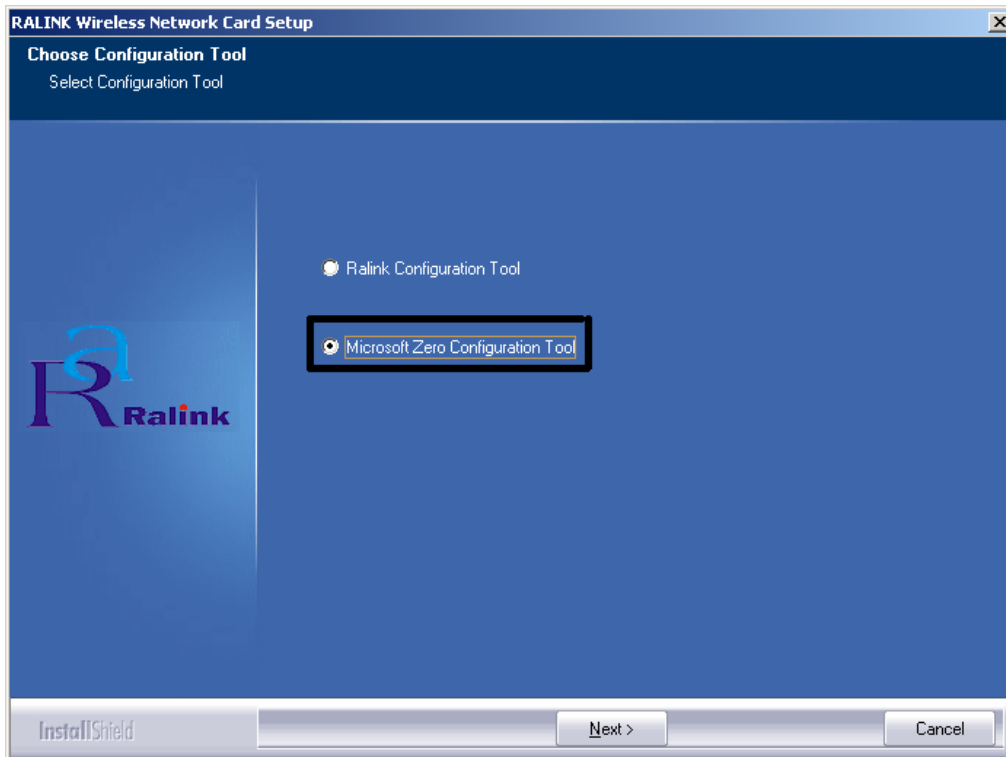 RALINK Wireless Network Card Setup
Choose Configuration Tool
Select Configuration Tool
Ralink Configuration Tool
Microsoft Zero Configuration Tool
Ra
Ralink
InstallShield
Next >
Cancel